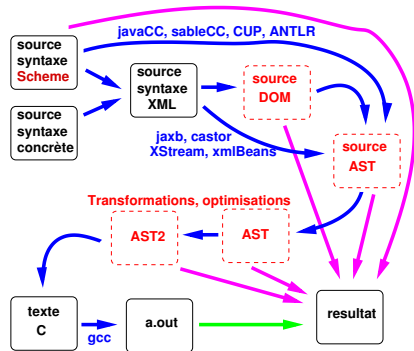 javaCC, sableCC, CUP, ANTLR
source
syntaxe
Scheme
source
syntaxe
XML
source
DOM
source
syntaxe
concrète
jaxb, castor
XStream, xmlBeans
source
AST
Transformations, optimisations
AST2
AST
texte
C
gcc
a.out
resultat